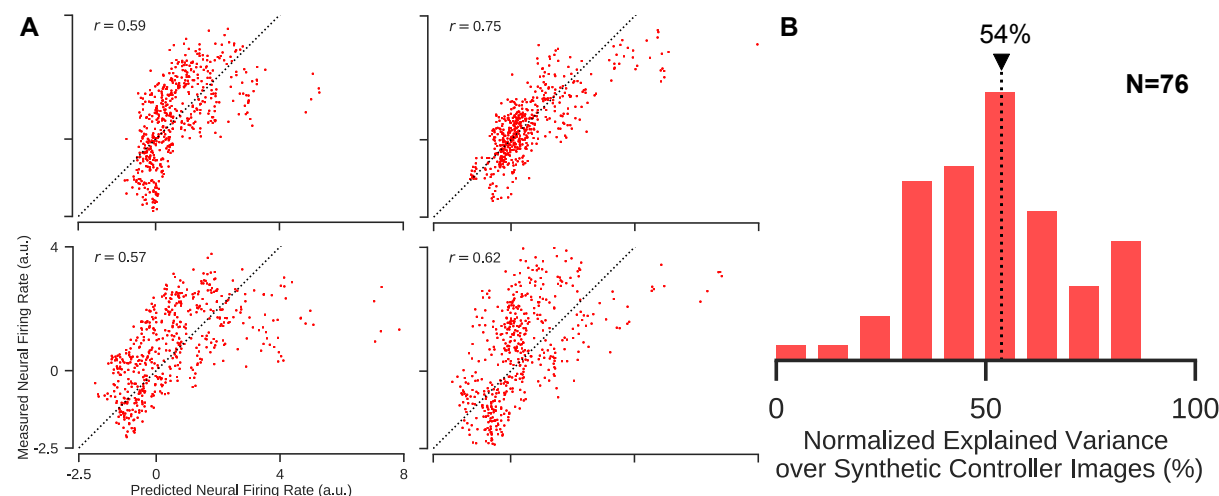 A
r = 0.59
r = 0.75
r = 0.57
r = 0.62
4
0
-2.5
Measured Neural Firing Rate (a.u.)
-2.5 0 4 8
Predicted Neural Firing Rate (a.u.)
B
54%
N=76
0 50 100
Normalized Explained Variance
over Synthetic Controller Images (%)